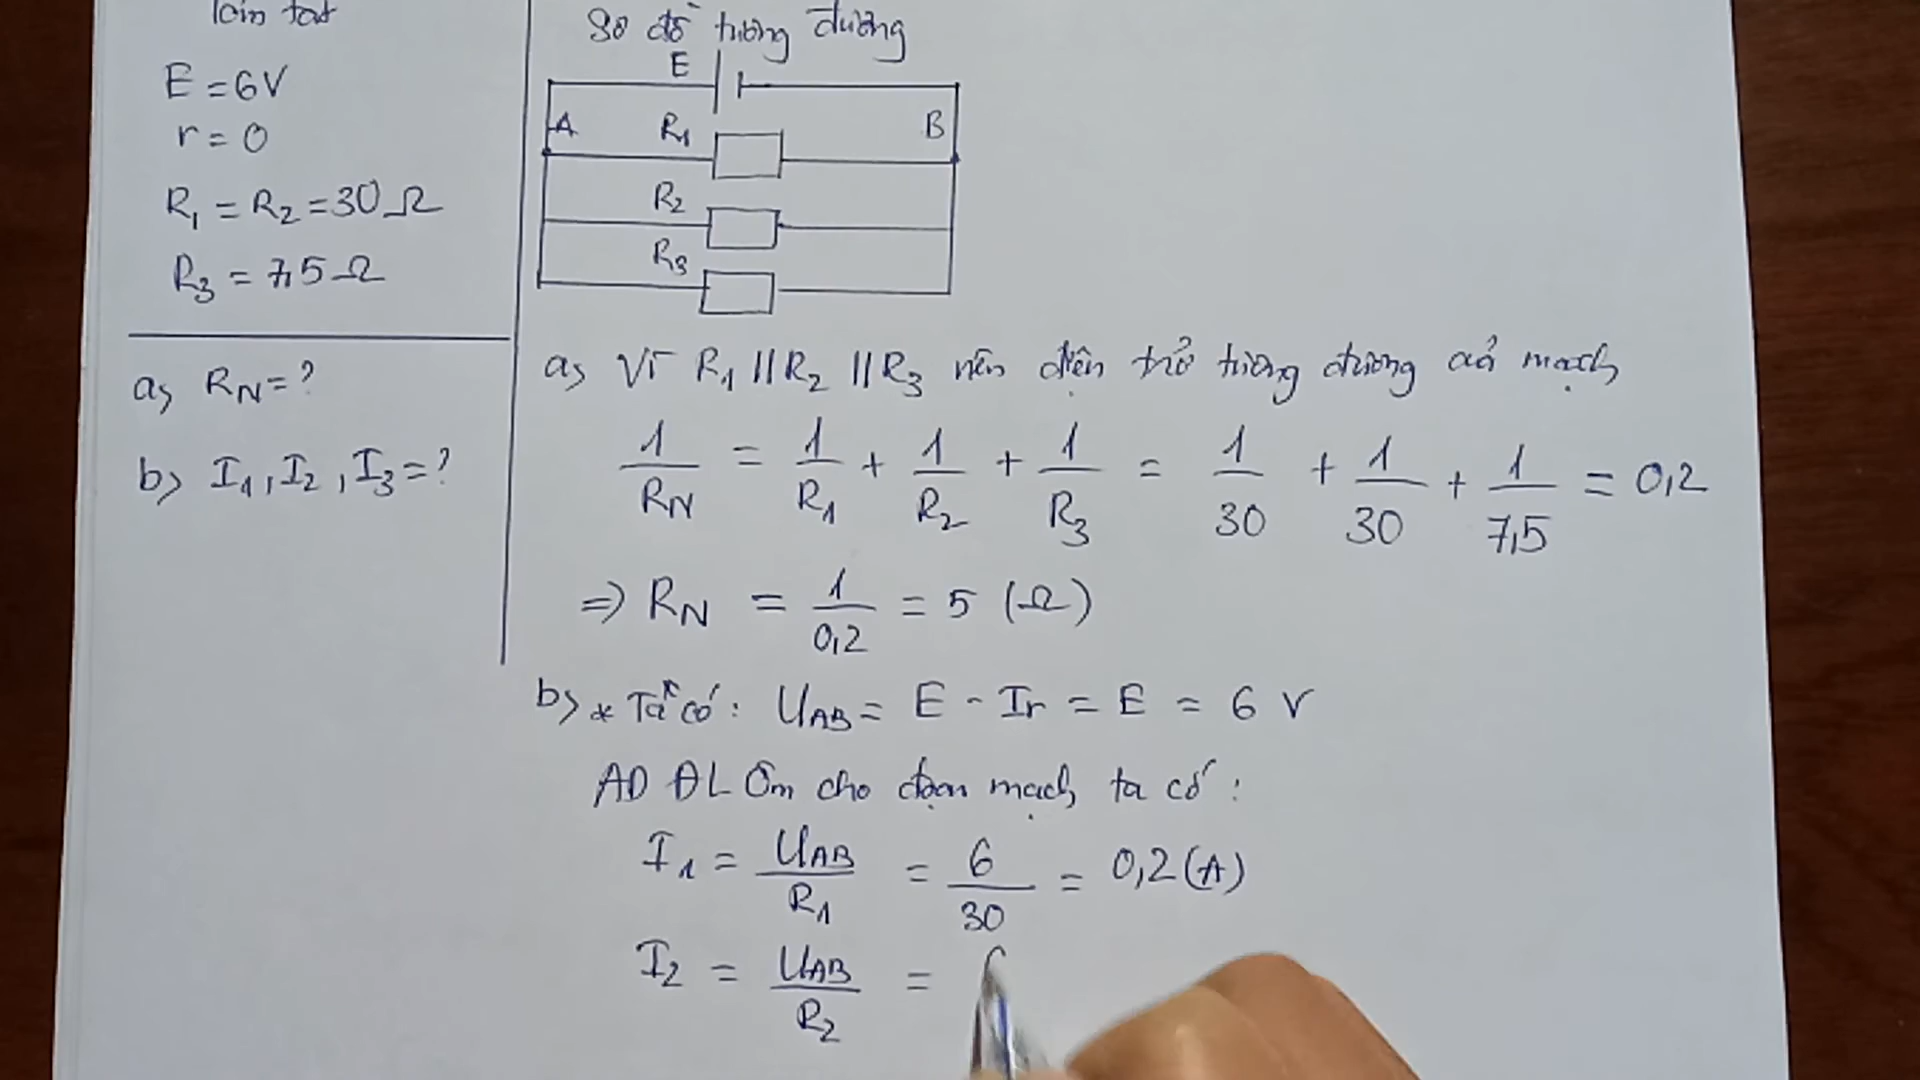 Tóm tắt
E = 6V
r = 0
R₁ = R₂ = 30 Ω
R₃ = 7,5 Ω
a, R_N = ?
b, I₁, I₂, I₃ = ?
Sơ đồ tương đương
E
A
R₁
B
R₂
R₃
a, Vì R₁ // R₂ // R₃ nên điện trở tương đương của mạch
1/R_N = 1/R₁ + 1/R₂ + 1/R₃ = 1/30 + 1/30 + 1/7,5 = 0,2
⇒ R_N = 1/0,2 = 5 (Ω)
b, * Ta có: U_AB = E - Ir = E = 6 V
AD ĐL Ôm cho đoạn mạch ta có:
I₁ = U_AB/R₁ = 6/30 = 0,2 (A)
I₂ = U_AB/R₂ =